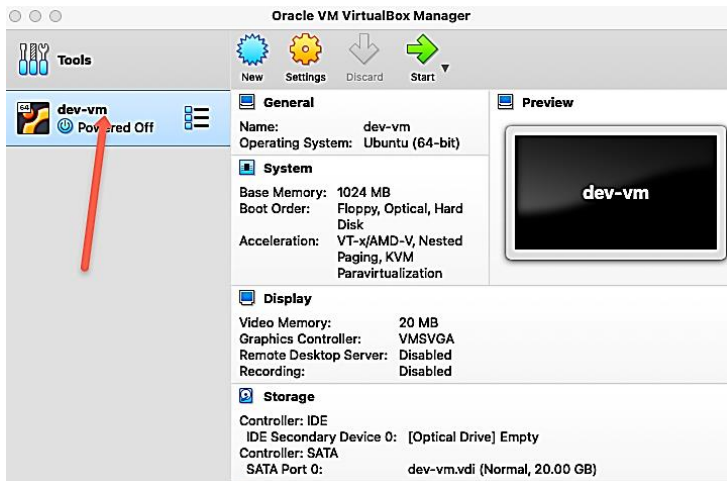 Oracle VM VirtualBox Manager
Tools
New Settings Discard Start
64
dev-vm
Powered Off
General
Name: dev-vm
Operating System: Ubuntu (64-bit)
System
Base Memory: 1024 MB
Boot Order: Floppy, Optical, Hard
Disk
Acceleration: VT-x/AMD-V, Nested
Paging, KVM
Paravirtualization
Preview
dev-vm
Display
Video Memory: 20 MB
Graphics Controller: VMSVGA
Remote Desktop Server: Disabled
Recording: Disabled
Storage
Controller: IDE
IDE Secondary Device 0: [Optical Drive] Empty
Controller: SATA
SATA Port 0: dev-vm.vdi (Normal, 20.00 GB)